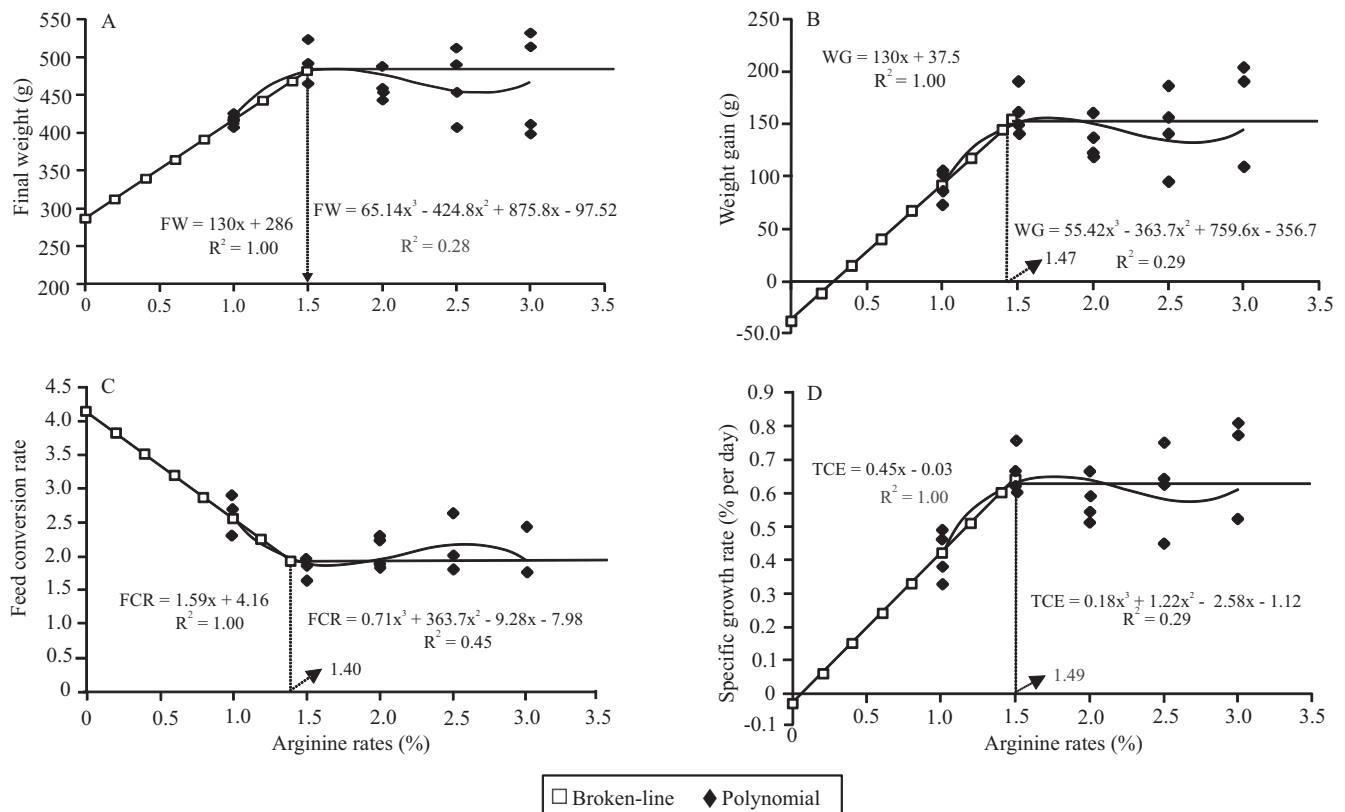 A
550
500
450
400
350
300
250
200
Final weight (g)
FW = 130x + 286
R² = 1.00
FW = 65.14x³ - 424.8x² + 875.8x - 97.52
R² = 0.28
0 0.5 1.0 1.5 2.0 2.5 3.0 3.5
B
250
200
150
100
50
0
-50.0
Weight gain (g)
WG = 130x + 37.5
R² = 1.00
WG = 55.42x³ - 363.7x² + 759.6x - 356.7
R² = 0.29
1.47
0.5 1.0 1.5 2.0 2.5 3.0 3.5
C
4.5
4.0
3.5
3.0
2.5
2.0
1.5
1.0
0.5
0
Feed conversion rate
FCR = 1.59x + 4.16
R² = 1.00
FCR = 0.71x³ + 363.7x² - 9.28x - 7.98
R² = 0.45
1.40
0 0.5 1.0 1.5 2.0 2.5 3.0 3.5
Arginine rates (%)
D
0.9
0.8
0.7
0.6
0.5
0.4
0.3
0.2
0.1
0
-0.1
Specific growth rate (% per day)
TCE = 0.45x - 0.03
R² = 1.00
TCE = 0.18x³ + 1.22x² - 2.58x - 1.12
R² = 0.29
1.49
0 0.5 1.0 1.5 2.0 2.5 3.0 3.5
Arginine rates (%)
Broken-line Polynomial